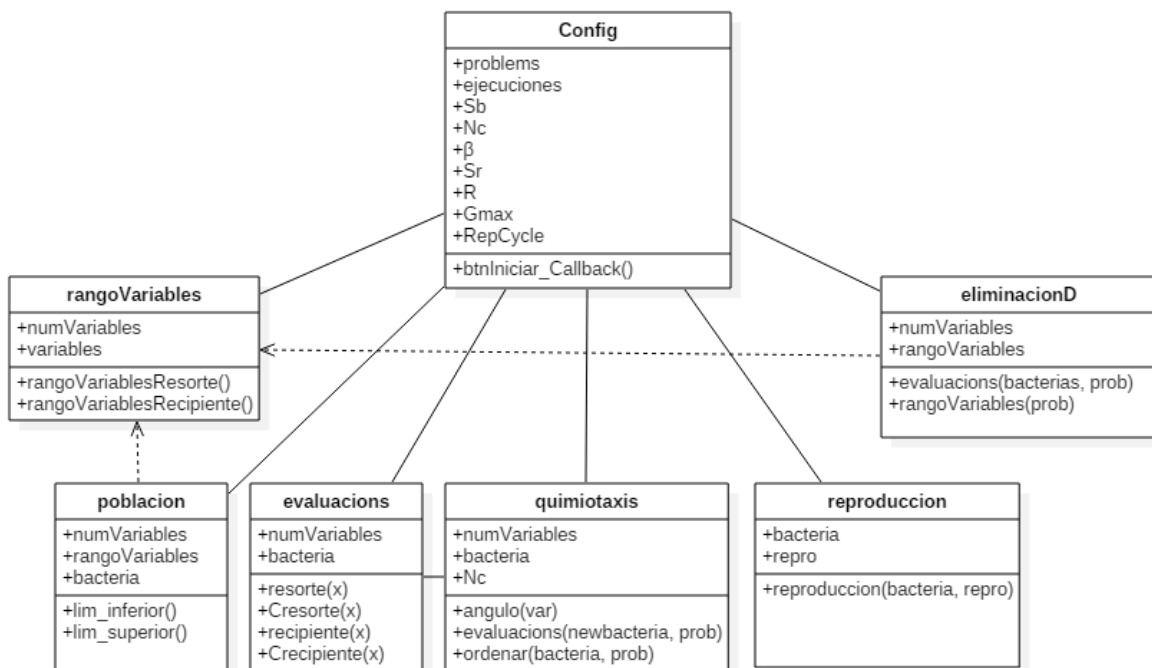 Config
+problems
+ejecuciones
+Sb
+Nc
+β
+Sr
+R
+Gmax
+RepCycle
+btnIniciar_Callback()
rangoVariables
+numVariables
+variables
+rangoVariablesResorte()
+rangoVariablesRecipiente()
eliminacionD
+numVariables
+rangoVariables
+evaluacions(bacterias, prob)
+rangoVariables(prob)
poblacion
+numVariables
+rangoVariables
+bacteria
+lim_inferior()
+lim_superior()
evaluacions
+numVariables
+bacteria
+resorte(x)
+Cresorte(x)
+recipiente(x)
+Crecipiente(x)
quimiotaxis
+numVariables
+bacteria
+Nc
+angulo(var)
+evaluacions(newbacteria, prob)
+ordenar(bacteria, prob)
reproduccion
+bacteria
+repro
+reproduccion(bacteria, repro)